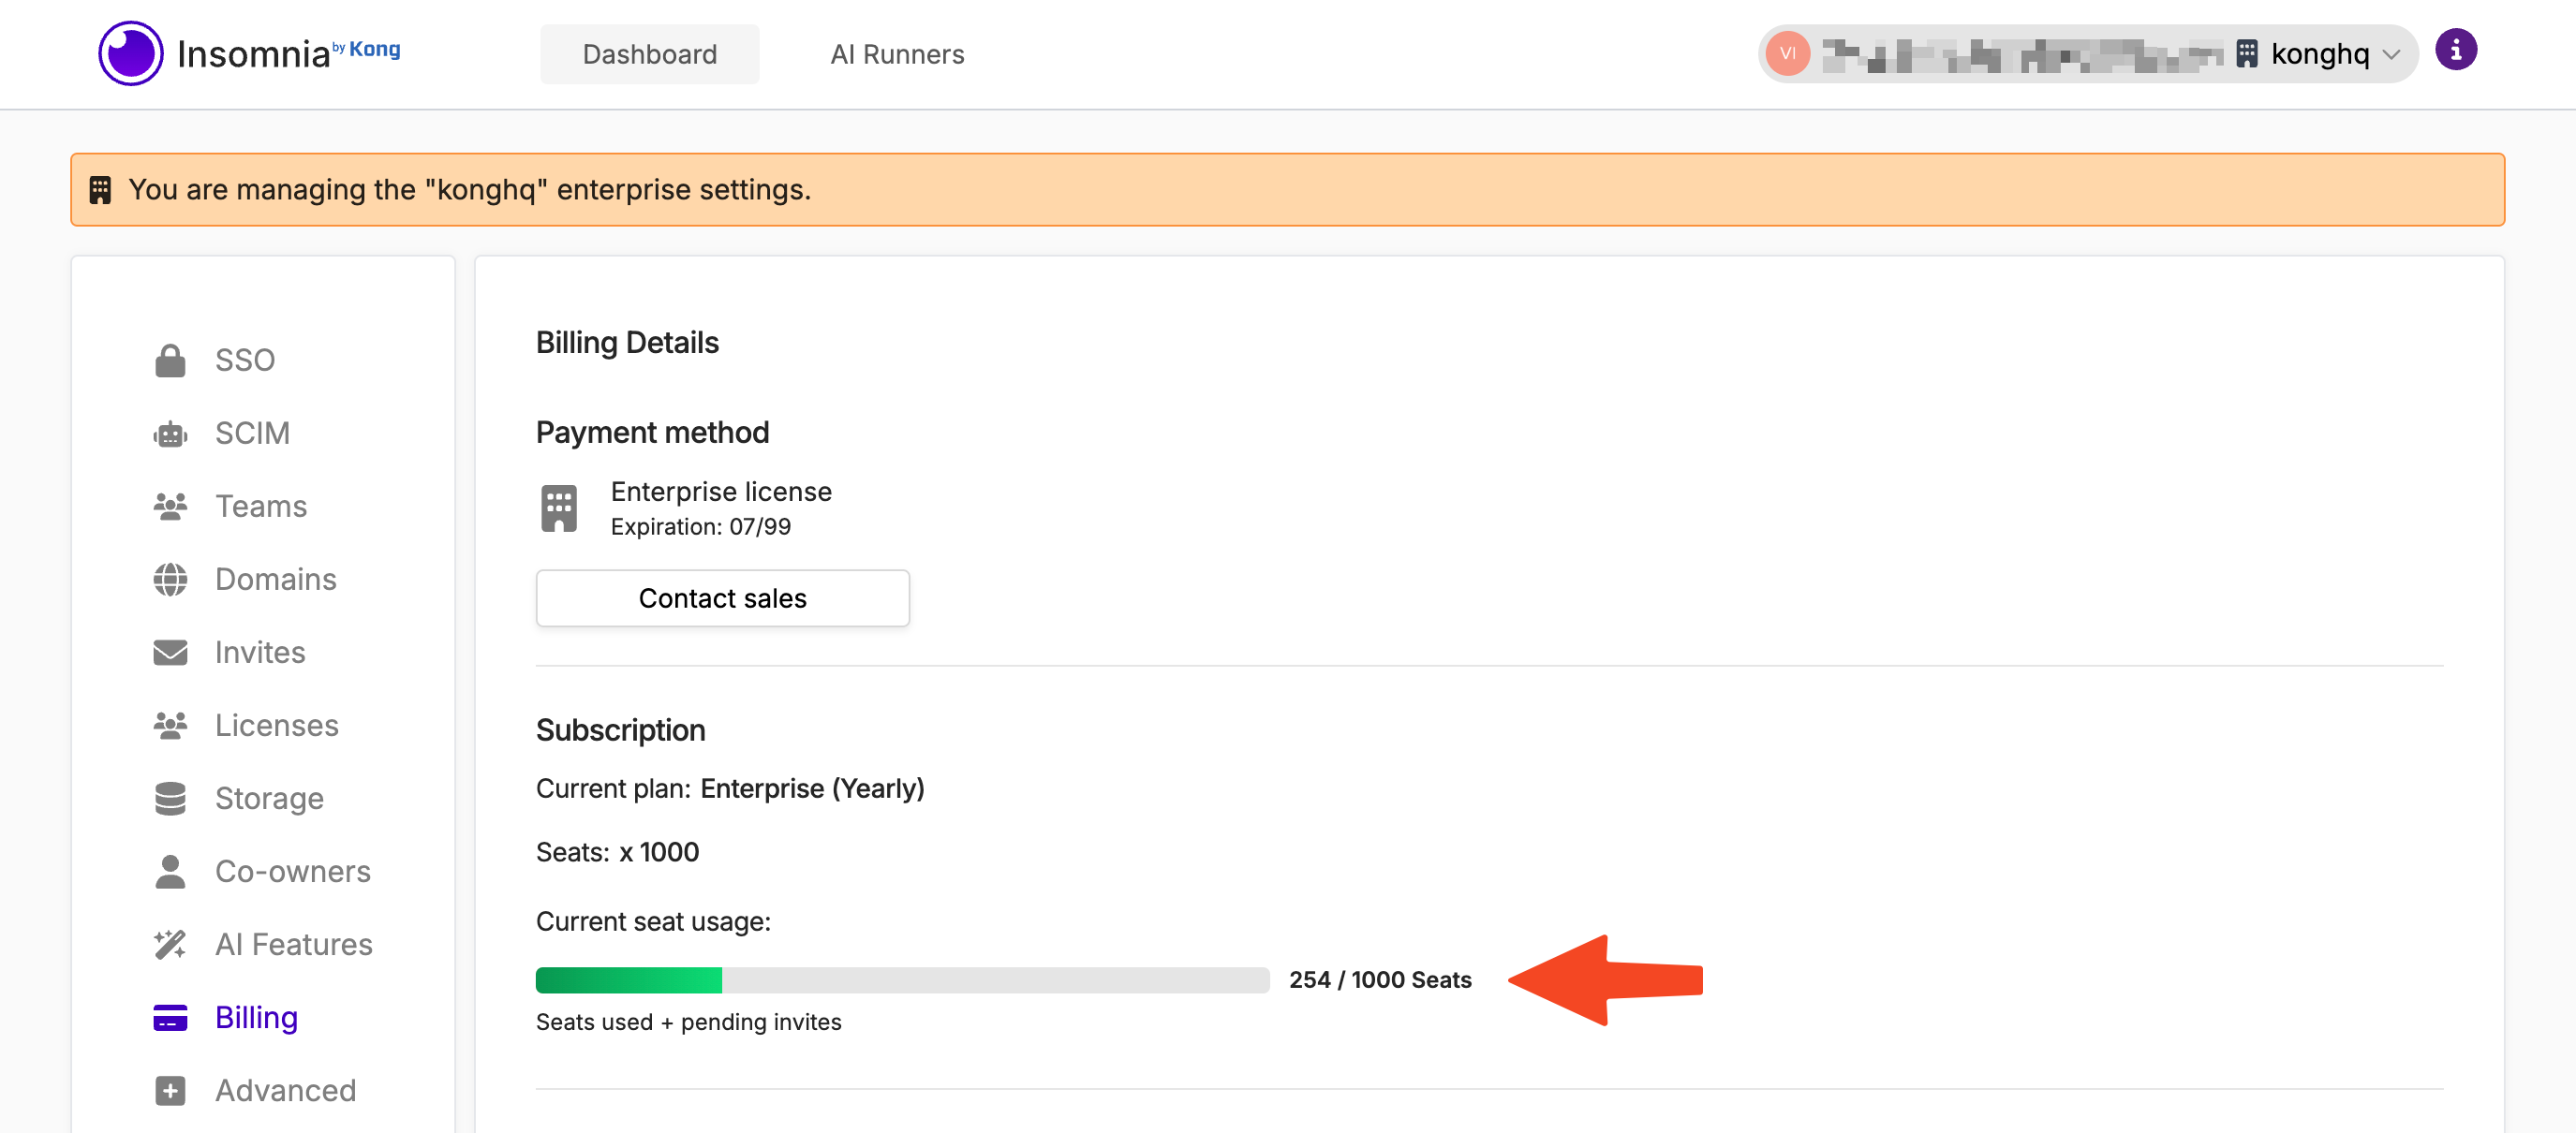 Insomnia by Kong
Dashboard
AI Runners
VI
konghq
You are managing the "konghq" enterprise settings.
SSO
SCIM
Teams
Domains
Invites
Licenses
Storage
Co-owners
AI Features
Billing
Advanced
Billing Details
Payment method
Enterprise license
Expiration: 07/99
Contact sales
Subscription
Current plan: Enterprise (Yearly)
Seats: x 1000
Current seat usage:
254 / 1000 Seats
Seats used + pending invites